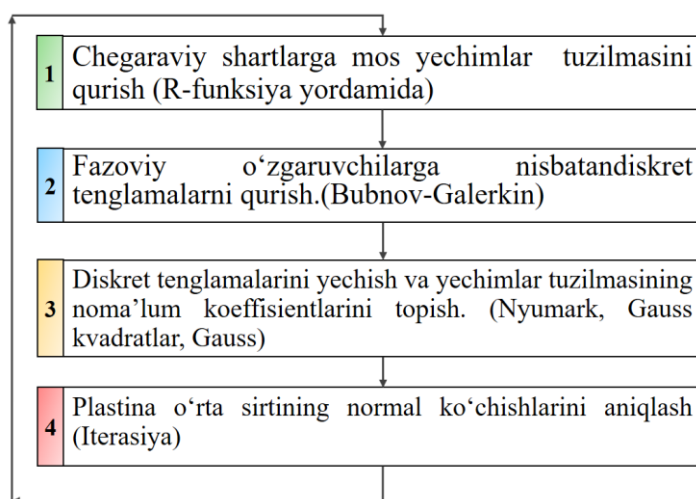 1
Chegaraviy shartlarga mos yechimlar tuzilmasini
qurish (R-funksiya yordamida)
2
Fazoviy o‘zgaruvchilarga nisbatandiskret
tenglamalarni qurish.(Bubnov-Galerkin)
3
Diskret tenglamalarini yechish va yechimlar tuzilmasining
noma’lum koeffisientlarini topish. (Nyumark, Gauss
kvadratlar, Gauss)
4
Plastina o‘rta sirtining normal ko‘chishlarini aniqlash
(Iterasiya)